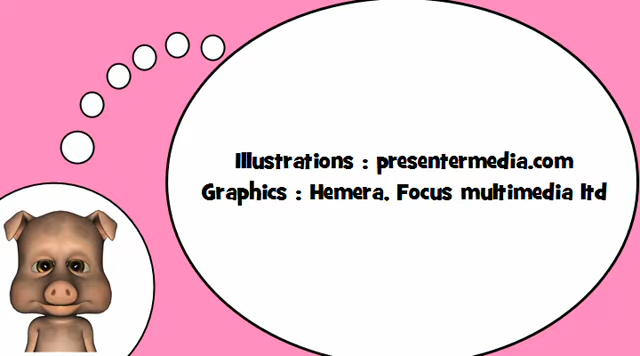 Illustrations : presentermedia.com
Graphics : Hemera. Focus multimedia ltd